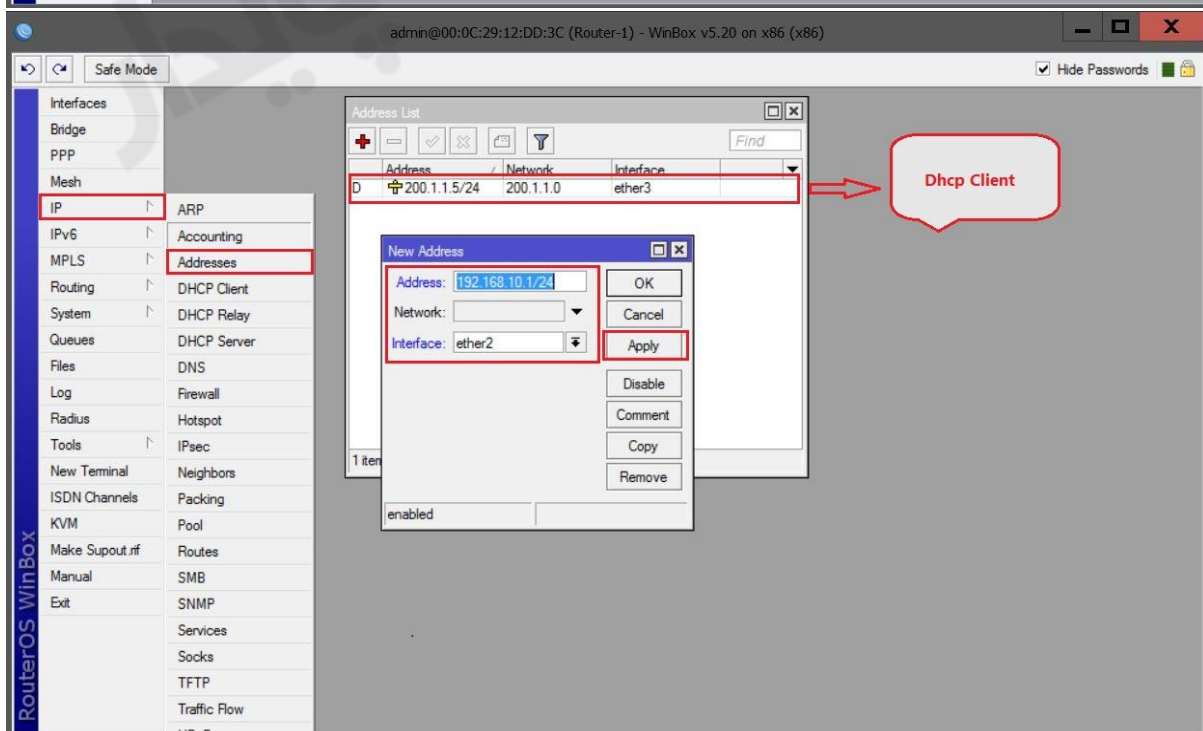 admin@00:0C:29:12:DD:3C (Router-1) - WinBox v5.20 on x86 (x86)
Safe Mode
Hide Passwords
Interfaces
Bridge
PPP
Mesh
IP
IPv6
MPLS
Routing
System
Queues
Files
Log
Radius
Tools
New Terminal
ISDN Channels
KVM
Make Supout.rif
Manual
Exit
RouterOS WinBox
ARP
Accounting
Addresses
DHCP Client
DHCP Relay
DHCP Server
DNS
Firewall
Hotspot
IPsec
Neighbors
Packing
Pool
Routes
SMB
SNMP
Services
Socks
TFTP
Traffic Flow
Address List
Find
Address Network Interface
D 200.1.1.5/24 200.1.1.0 ether3
Dhcp Client
New Address
Address: 192.168.10.1/24
Network:
Interface: ether2
OK
Cancel
Apply
Disable
Comment
Copy
Remove
enabled